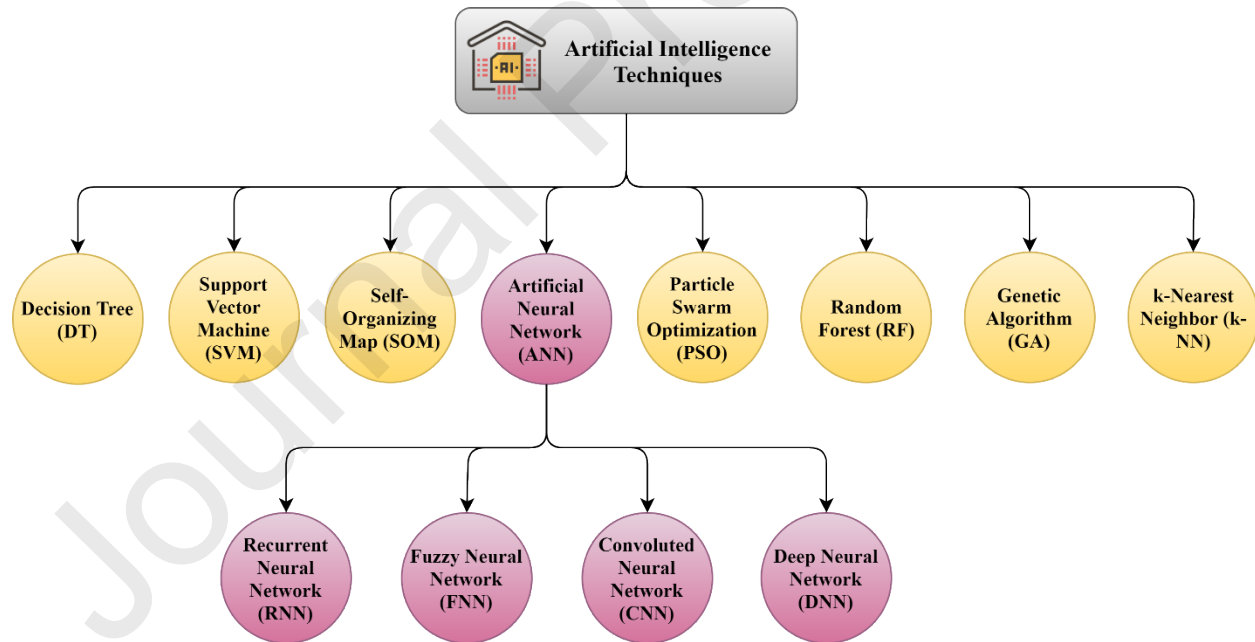 Artificial Intelligence
Techniques
AI
Decision Tree
(DT)
Support
Vector
Machine
(SVM)
Self-
Organizing
Map (SOM)
Artificial
Neural
Network
(ANN)
Particle
Swarm
Optimization
(PSO)
Random
Forest (RF)
Genetic
Algorithm
(GA)
k-Nearest
Neighbor (k-
NN)
Recurrent
Neural
Network
(RNN)
Fuzzy Neural
Network
(FNN)
Convoluted
Neural
Network
(CNN)
Deep Neural
Network
(DNN)
Journal Pr